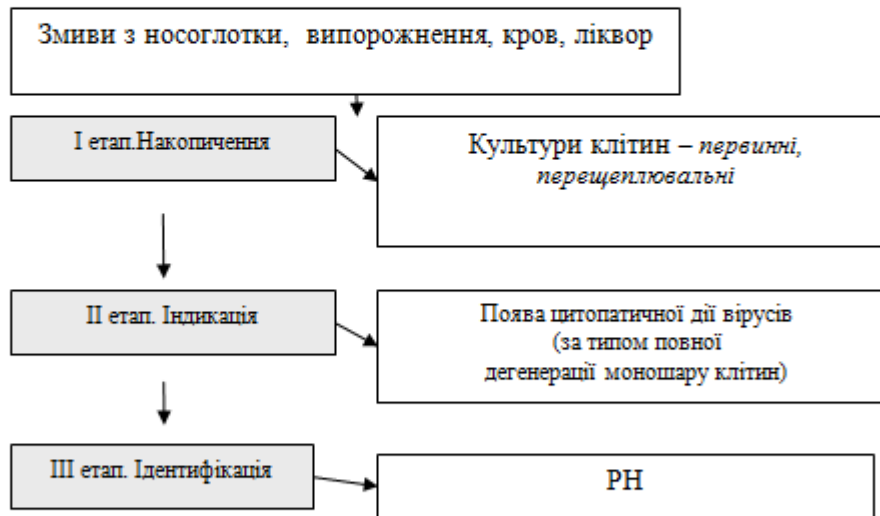 Змиви з носоглотки, випорожнення, кров, ліквор
І етап.Накопичення
Культури клітин – первинні,
перещеплювальні
ІІ етап. Індикація
Поява цитопатичної дії вірусів
(за типом повної
дегенерації моношару клітин)
ІІІ етап. Ідентифікація
РН